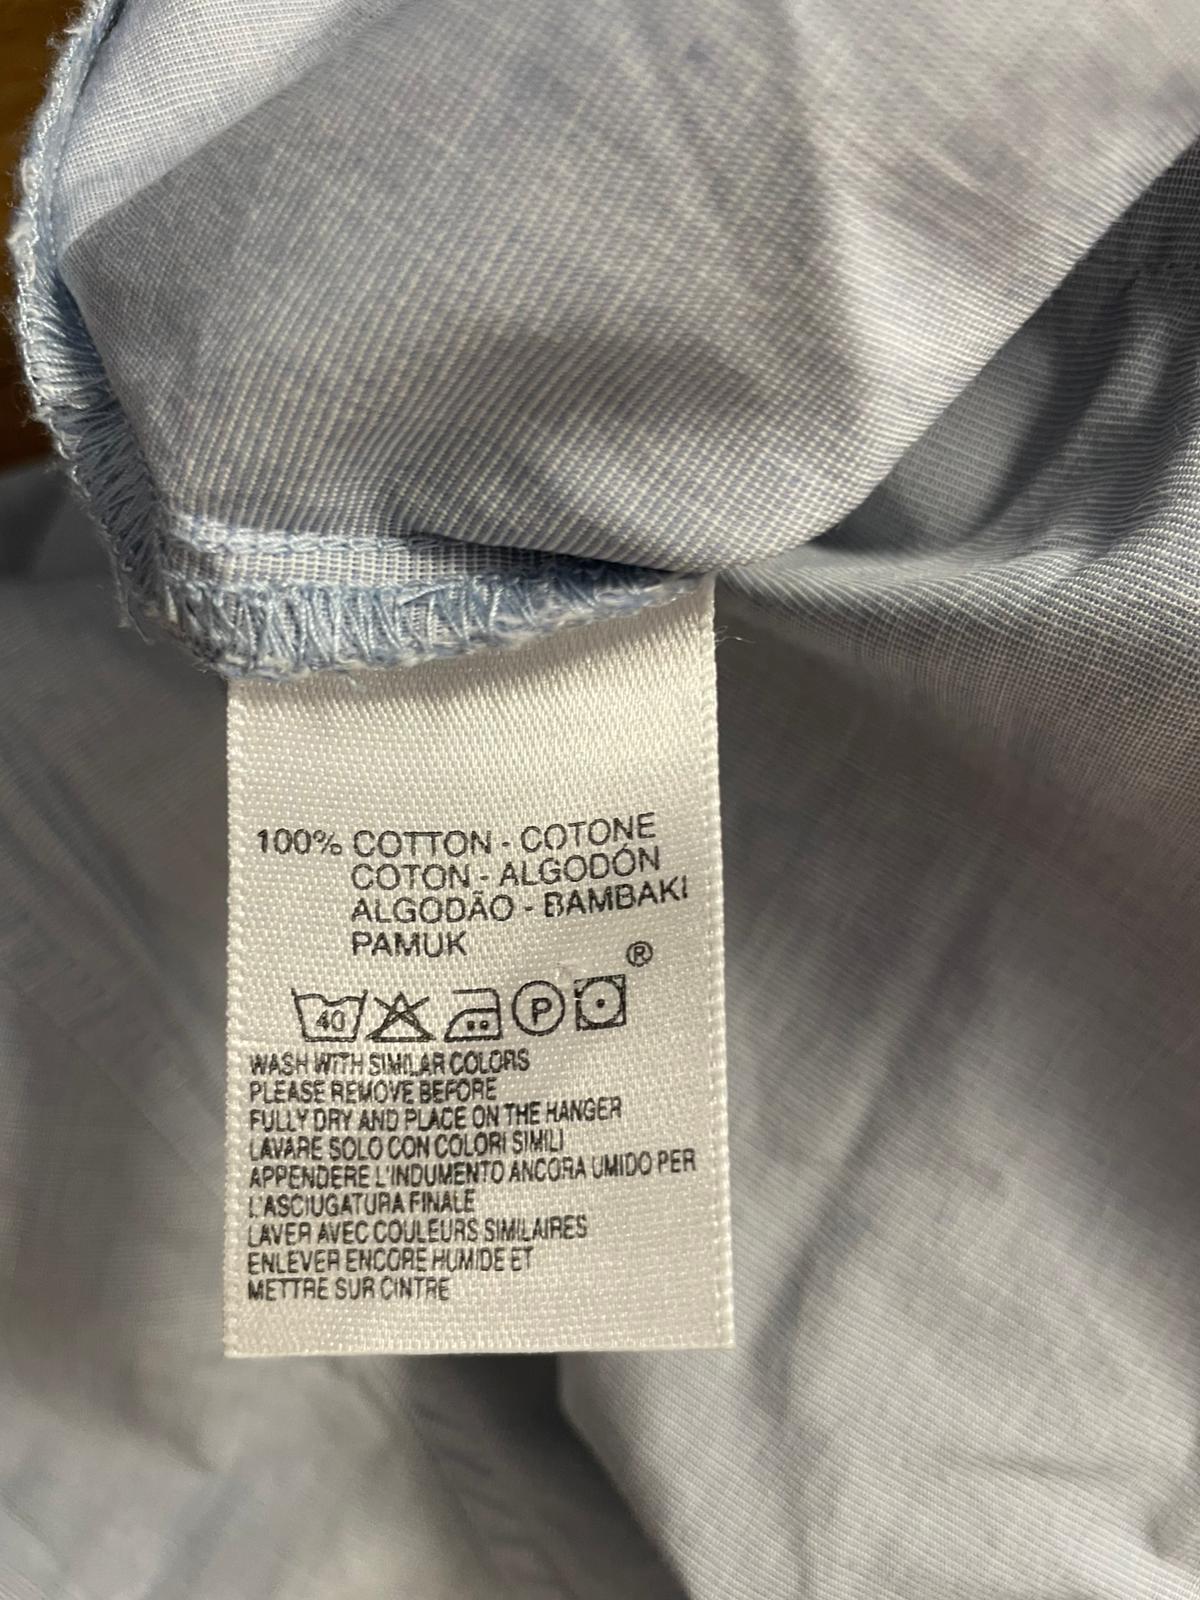 100% COTTON - COTONE
COTON - ALGODÓN
ALGODÃO - BAMBAKI
PAMUK
®
40 P
WASH WITH SIMILAR COLORS
PLEASE REMOVE BEFORE
FULLY DRY AND PLACE ON THE HANGER
LAVARE SOLO CON COLORI SIMILI
APPENDERE L'INDUMENTO ANCORA UMIDO PER
L'ASCIUGATURA FINALE
LAVER AVEC COULEURS SIMILAIRES
ENLEVER ENCORE HUMIDE ET
METTRE SUR CINTRE